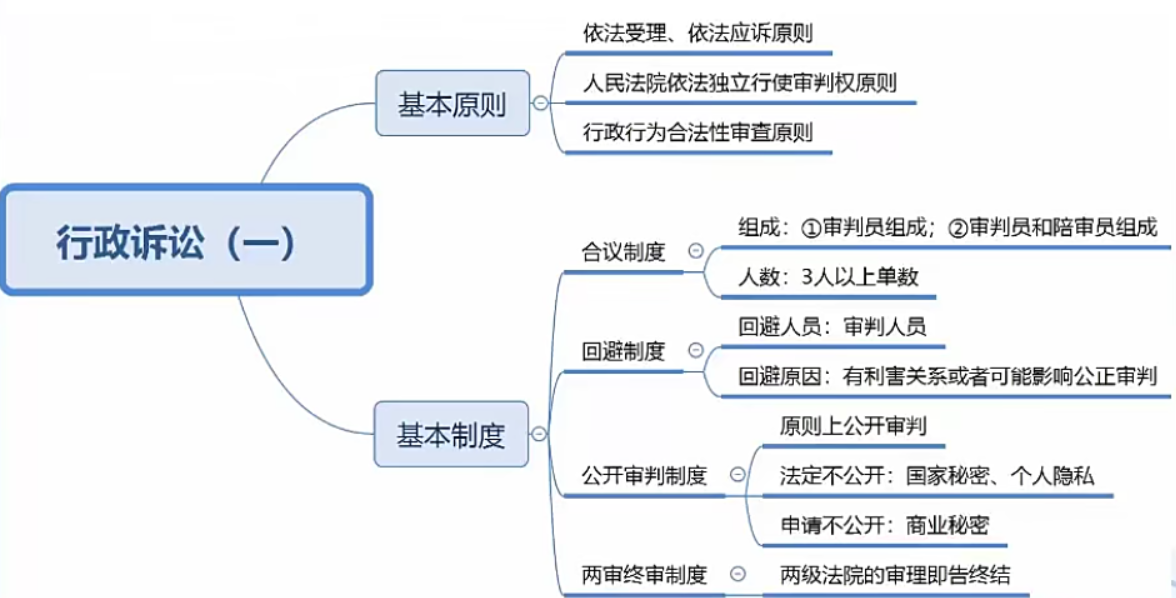 行政诉讼（一）
基本原则
依法受理、依法应诉原则
人民法院依法独立行使审判权原则
行政行为合法性审查原则
基本制度
合议制度
组成：①审判员组成；②审判员和陪审员组成
人数：3人以上单数
回避制度
回避人员：审判人员
回避原因：有利害关系或者可能影响公正审判
公开审判制度
原则上公开审判
法定不公开：国家秘密、个人隐私
申请不公开：商业秘密
两审终审制度
两级法院的审理即告终结